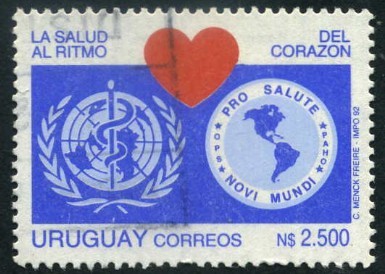 LA SALUD
AL RITMO
DEL
CORAZON
PRO SALUTE
OPS
PAHO
NOVI MUNDI
C. MENCK FREIRE - IMPO 92
URUGUAY CORREOS
N$ 2.500